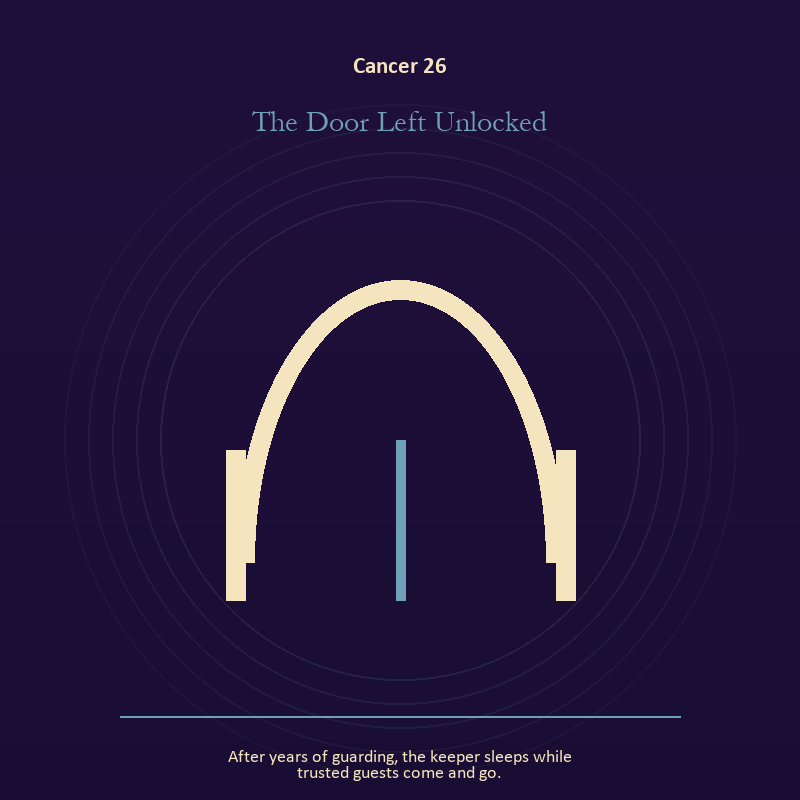 Cancer 26
The Door Left Unlocked
After years of guarding, the keeper sleeps while
trusted guests come and go.